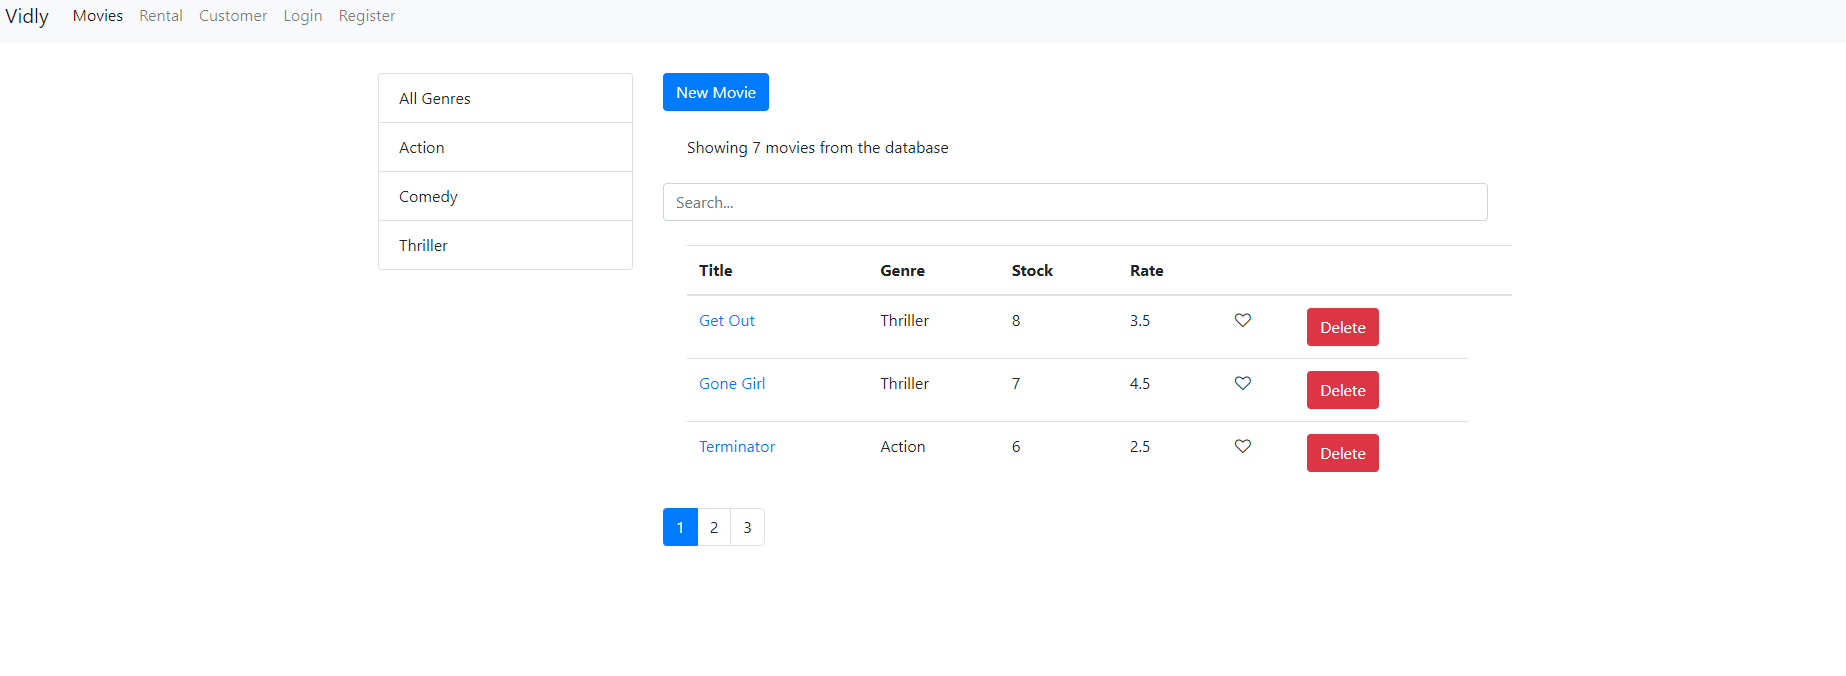 Vidly Movies Rental Customer Login Register
All Genres
Action
Comedy
Thriller
New Movie
Showing 7 movies from the database
Search...
Title Genre Stock Rate
Get Out Thriller 8 3.5 Delete
Gone Girl Thriller 7 4.5 Delete
Terminator Action 6 2.5 Delete
1 2 3